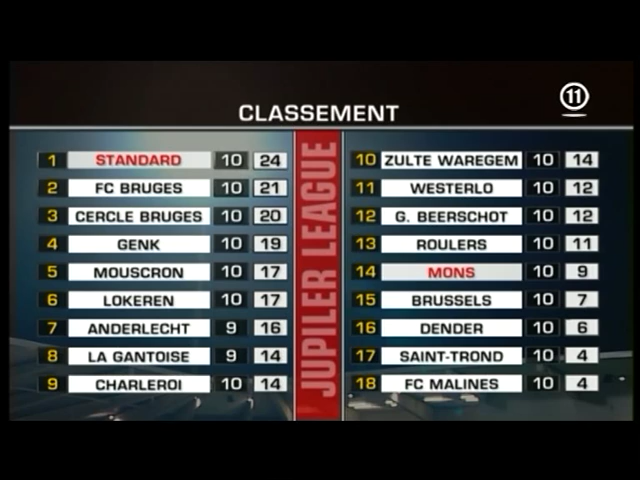 11
CLASSEMENT
JUPILER LEAGUE
1 STANDARD 10 24
2 FC BRUGES 10 21
3 CERCLE BRUGES 10 20
4 GENK 10 19
5 MOUSCRON 10 17
6 LOKEREN 10 17
7 ANDERLECHT 9 16
8 LA GANTOISE 9 14
9 CHARLEROI 10 14
10 ZULTE WAREGEM 10 14
11 WESTERLO 10 12
12 G. BEERSCHOT 10 12
13 ROULERS 10 11
14 MONS 10 9
15 BRUSSELS 10 7
16 DENDER 10 6
17 SAINT-TROND 10 4
18 FC MALINES 10 4